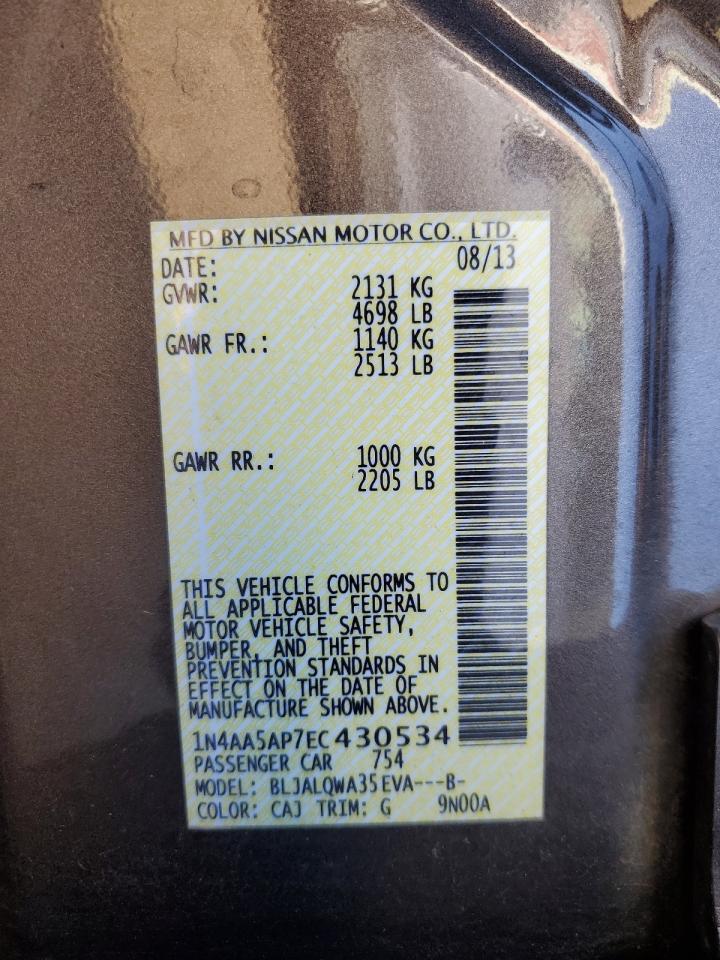 MFD BY NISSAN MOTOR CO., LTD.
DATE: 08/13
GVWR: 2131 KG
4698 LB
GAWR FR.: 1140 KG
2513 LB
GAWR RR.: 1000 KG
2205 LB
THIS VEHICLE CONFORMS TO
ALL APPLICABLE FEDERAL
MOTOR VEHICLE SAFETY,
BUMPER, AND THEFT
PREVENTION STANDARDS IN
EFFECT ON THE DATE OF
MANUFACTURE SHOWN ABOVE.
1N4AA5AP7EC430534
PASSENGER CAR 754
MODEL: BLJALQWA35EVA---B-
COLOR: CAJ TRIM: G 9N00A